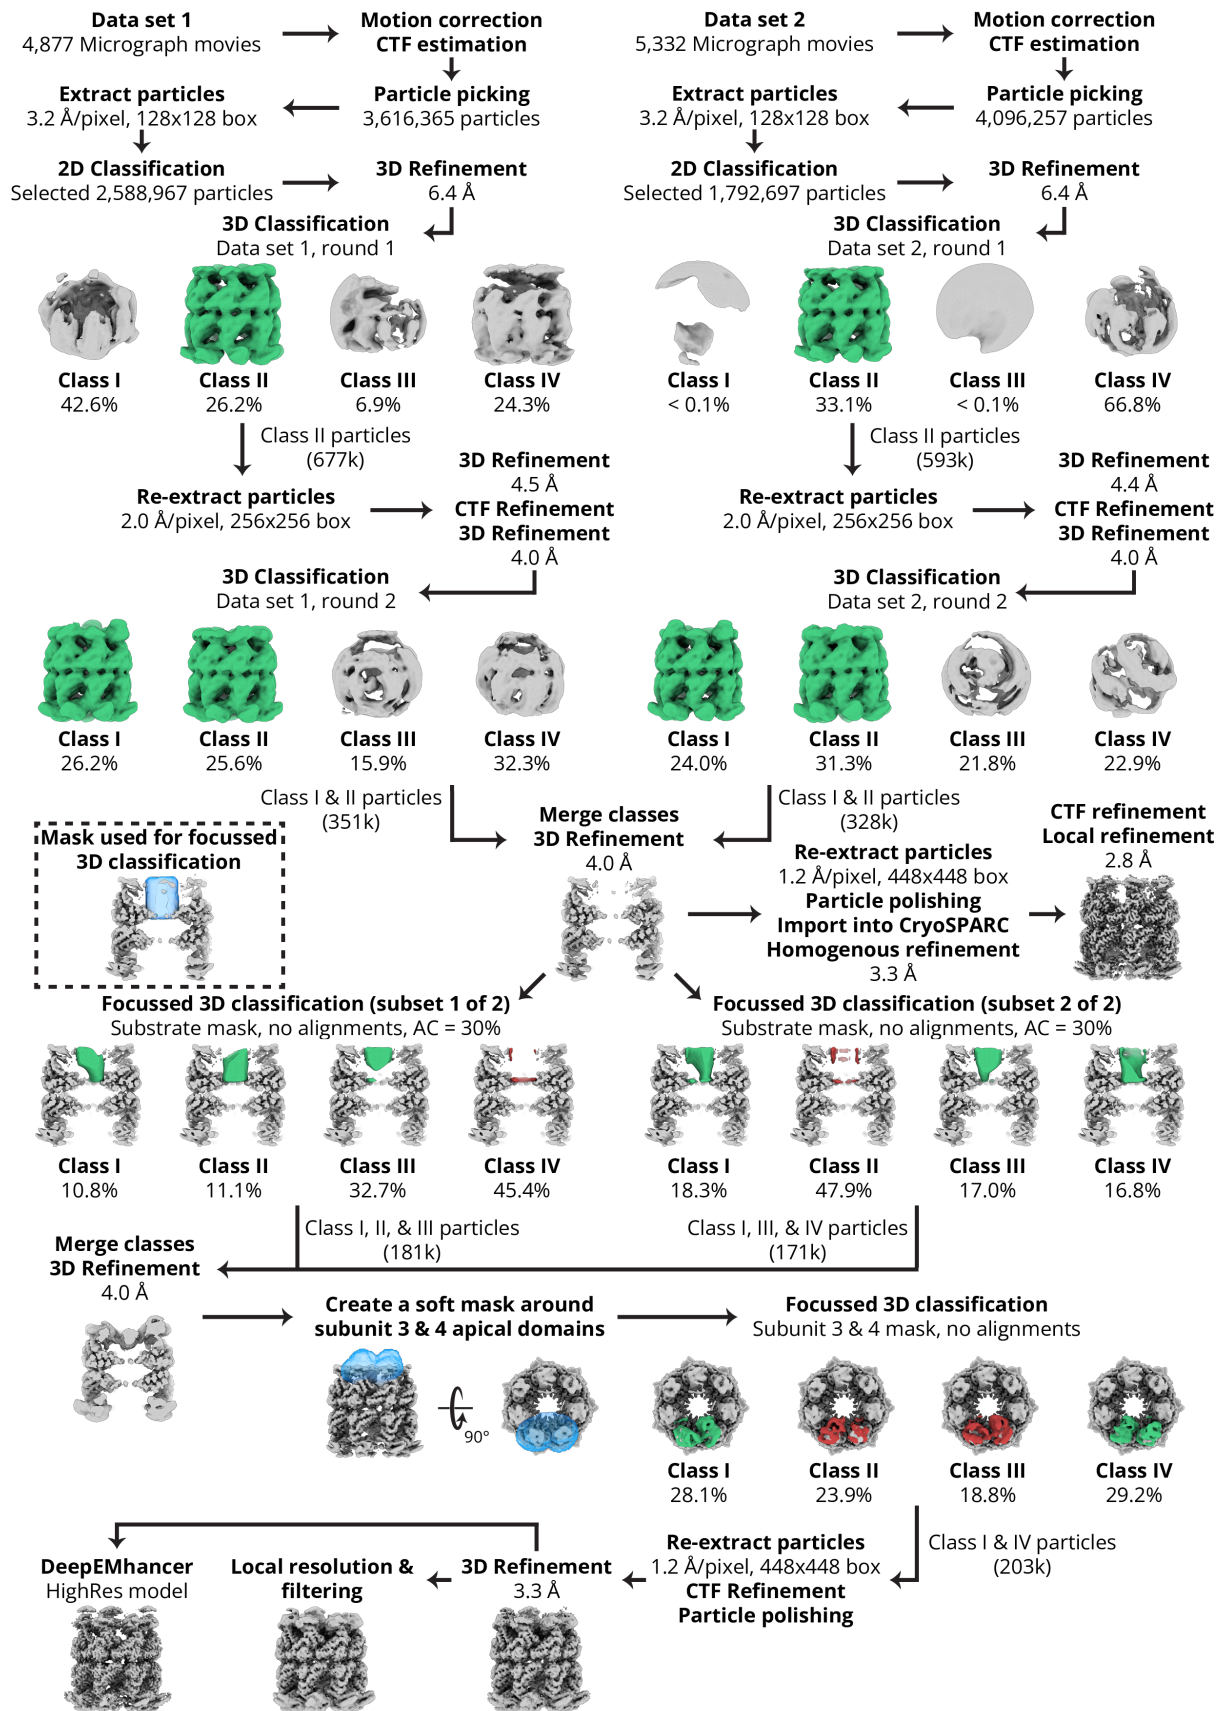 Data set 1
4,877 Micrograph movies
Motion correction
CTF estimation
Extract particles
3.2 Å/pixel, 128x128 box
Particle picking
3,616,365 particles
2D Classification
Selected 2,588,967 particles
3D Refinement
6.4 Å
3D Classification
Data set 1, round 1
Class I
42.6%
Class II
26.2%
Class III
6.9%
Class IV
24.3%
Class II particles
(677k)
Re-extract particles
2.0 Å/pixel, 256x256 box
3D Refinement
4.5 Å
CTF Refinement
3D Refinement
4.0 Å
3D Classification
Data set 1, round 2
Class I
26.2%
Class II
25.6%
Class III
15.9%
Class IV
32.3%
Class I & II particles
(351k)
Data set 2
5,332 Micrograph movies
Motion correction
CTF estimation
Extract particles
3.2 Å/pixel, 128x128 box
Particle picking
4,096,257 particles
2D Classification
Selected 1,792,697 particles
3D Refinement
6.4 Å
3D Classification
Data set 2, round 1
Class I
< 0.1%
Class II
33.1%
Class III
< 0.1%
Class IV
66.8%
Class II particles
(593k)
Re-extract particles
2.0 Å/pixel, 256x256 box
3D Refinement
4.4 Å
CTF Refinement
3D Refinement
4.0 Å
3D Classification
Data set 2, round 2
Class I
24.0%
Class II
31.3%
Class III
21.8%
Class IV
22.9%
Class I & II particles
(328k)
Mask used for focussed
3D classification
Merge classes
3D Refinement
4.0 Å
Re-extract particles
1.2 Å/pixel, 448x448 box
Particle polishing
Import into CryoSPARC
Homogenous refinement
3.3 Å
CTF refinement
Local refinement
2.8 Å
Focussed 3D classification (subset 1 of 2)
Substrate mask, no alignments, AC = 30%
Class I
10.8%
Class II
11.1%
Class III
32.7%
Class IV
45.4%
Class I, II, & III particles
(181k)
Focussed 3D classification (subset 2 of 2)
Substrate mask, no alignments, AC = 30%
Class I
18.3%
Class II
47.9%
Class III
17.0%
Class IV
16.8%
Class I, III, & IV particles
(171k)
Merge classes
3D Refinement
4.0 Å
Create a soft mask around
subunit 3 & 4 apical domains
90°
Focussed 3D classification
Subunit 3 & 4 mask, no alignments
Class I
28.1%
Class II
23.9%
Class III
18.8%
Class IV
29.2%
Class I & IV particles
(203k)
Re-extract particles
1.2 Å/pixel, 448x448 box
CTF Refinement
Particle polishing
3D Refinement
3.3 Å
Local resolution &
filtering
DeepEMhancer
HighRes model